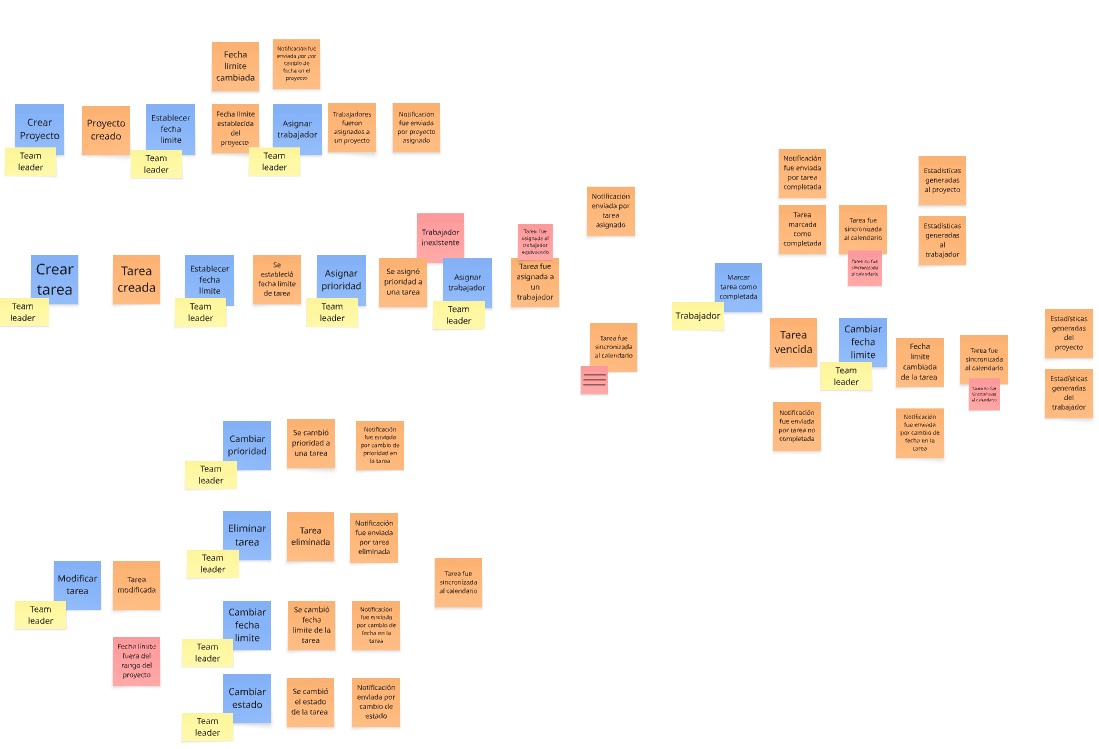 Fecha
límite
cambiada
Notificación fue
enviada por por
cambio de
fecha en el
proyecto
Crear
Proyecto
Team
leader
Proyecto
creado
Establecer
fecha
límite
Team
leader
Fecha límite
establecida
del
proyecto
Asignar
trabajador
Team
leader
Trabajadores
fueron
asignados a
un proyecto
Notificación
fue enviada
por proyecto
asignado
Crear
tarea
Team
leader
Tarea
creada
Establecer
fecha
límite
Team
leader
Se
estableció
fecha límite
de tarea
Asignar
prioridad
Team
leader
Se asignó
prioridad a
una tarea
Trabajador
inexistente
Asignar
trabajador
Team
leader
Tarea fue
asignada al
trabajador
equivocado
Tarea fue
asignada a
un
trabajador
Notificación
enviada por
tarea
asignado
Tarea fue
sincronizada
al calendario
Marcar
tarea como
completada
Trabajador
Notificación
fue enviada
por tarea
completada
Tarea
marcada
como
completada
Tarea fue
sincronizada
al calendario
Tarea no fue
sincronizada
al calendario
Estadísticas
generadas
al proyecto
Estadísticas
generadas
al
trabajador
Tarea
vencida
Notificación
fue enviada
por tarea no
completada
Cambiar
fecha
límite
Team
leader
Fecha
límite
cambiada
de la tarea
Notificación
fue enviada
por cambio de
fecha en la
tarea
Tarea fue
sincronizada
al calendario
Tarea no fue
sincronizada
al calendario
Estadísticas
generadas
del
proyecto
Estadísticas
generadas
del
trabajador
Cambiar
prioridad
Team
leader
Se cambió
prioridad a
una tarea
Notificación
fue enviada
por cambio de
prioridad en
la tarea
Eliminar
tarea
Team
leader
Tarea
eliminada
Notificación
fue enviada
por tarea
eliminada
Modificar
tarea
Team
leader
Tarea
modificada
Fecha límite
fuera del
rango del
proyecto
Cambiar
fecha
límite
Team
leader
Se cambió
fecha
límite de la
tarea
Notificación
fue enviada
por cambio de
fecha en la
tarea
Cambiar
estado
Team
leader
Se cambió
el estado
de la tarea
Notificación
enviada por
cambio de
estado
Tarea fue
sincronizada
al calendario